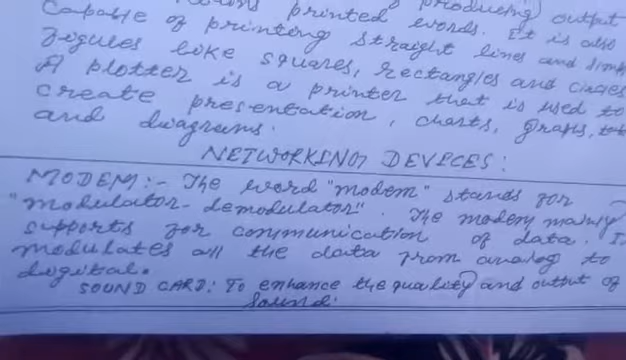 printed words. It is also
producing output
capable of printing straight lines and simple
figures like squares, rectangles and circles
A plotter is a printer that is used to
create presentation, charts, graphs,
and diagrams.
NETWORKING DEVICES:
MODEM:- The word "modem" stands for
"modulator-demodulator". The modem mainly
supports for communication of data. I
modulates all the data from analog to
digital.
SOUND CARD: To enhance the quality and output of
sound.